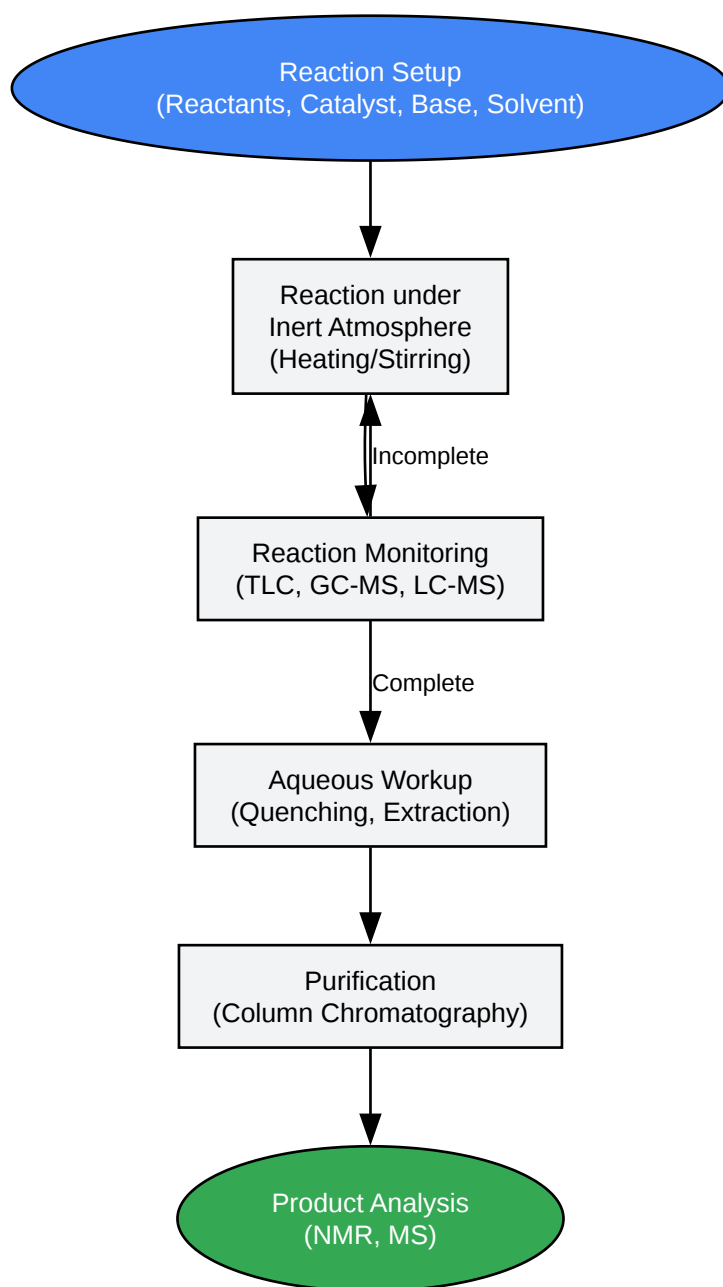 Reaction Setup
(Reactants, Catalyst, Base, Solvent)
Reaction under
Inert Atmosphere
(Heating/Stirring)
Incomplete
Reaction Monitoring
(TLC, GC-MS, LC-MS)
Complete
Aqueous Workup
(Quenching, Extraction)
Purification
(Column Chromatography)
Product Analysis
(NMR, MS)